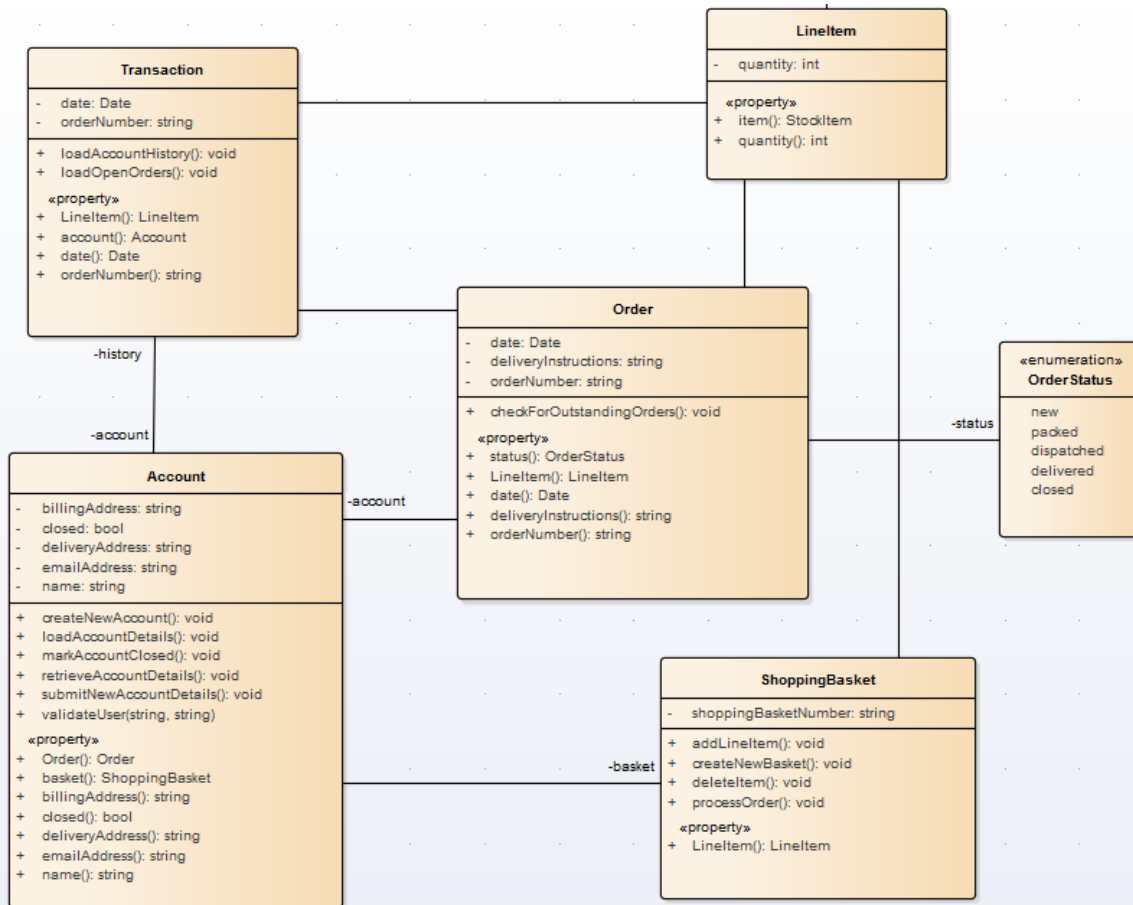 LineItem
- quantity: int
«property»
+ item(): StockItem
+ quantity(): int
Transaction
- date: Date
- orderNumber: string
+ loadAccountHistory(): void
+ loadOpenOrders(): void
«property»
+ LineItem(): LineItem
+ account(): Account
+ date(): Date
+ orderNumber(): string
-history
-account
Order
- date: Date
- deliveryInstructions: string
- orderNumber: string
+ checkForOutstandingOrders(): void
«property»
+ status(): OrderStatus
+ LineItem(): LineItem
+ date(): Date
+ deliveryInstructions(): string
+ orderNumber(): string
-status
«enumeration»
OrderStatus
new
packed
dispatched
delivered
closed
-account
Account
- billingAddress: string
- closed: bool
- deliveryAddress: string
- emailAddress: string
- name: string
+ createNewAccount(): void
+ loadAccountDetails(): void
+ markAccountClosed(): void
+ retrieveAccountDetails(): void
+ submitNewAccountDetails(): void
+ validateUser(string, string)
«property»
+ Order(): Order
+ basket(): ShoppingBasket
+ billingAddress(): string
+ closed(): bool
+ deliveryAddress(): string
+ emailAddress(): string
+ name(): string
-basket
ShoppingBasket
- shoppingBasketNumber: string
+ addLineItem(): void
+ createNewBasket(): void
+ deleteItem(): void
+ processOrder(): void
«property»
+ LineItem(): LineItem